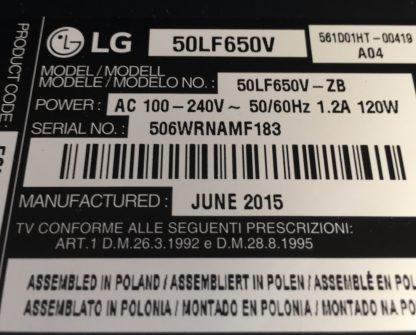 PRODUCT CODE:
LG 50LF650V
561D01HT-00419
A04
MODEL / MODELL
MODELE / MODELO NO. : 50LF650V-ZB
POWER : AC 100-240V ~ 50/60Hz 1.2A 120W
SERIAL NO. : 506WRNAMF183
MANUFACTURED : JUNE 2015
TV CONFORME ALLE SEGUENTI PRESCRIZIONI:
ART.1 D.M.26.3.1992 e D.M.28.8.1995
ASSEMBLED IN POLAND / ASSEMBLIERT IN POLEN / ASSEMBLÉ EN PO
ASSEMBLATO IN POLONIA / MONTADO EN POLONIA / MONTADO NA PO